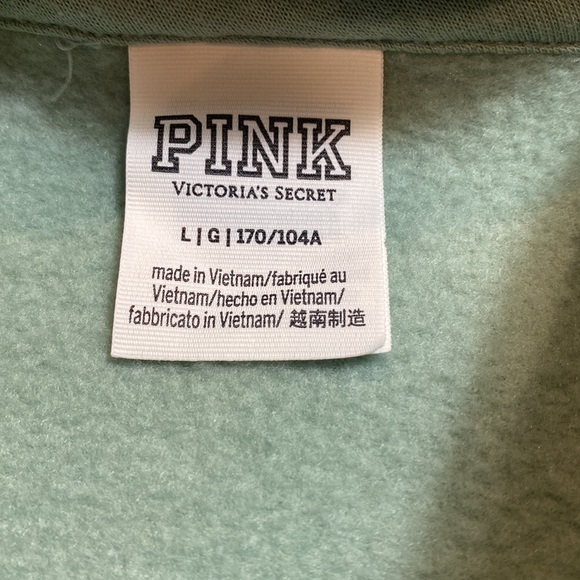 PINK
VICTORIA'S SECRET
L | G | 170/104A
made in Vietnam/fabriqué au
Vietnam/hecho en Vietnam/
fabbricato in Vietnam/ 越南制造